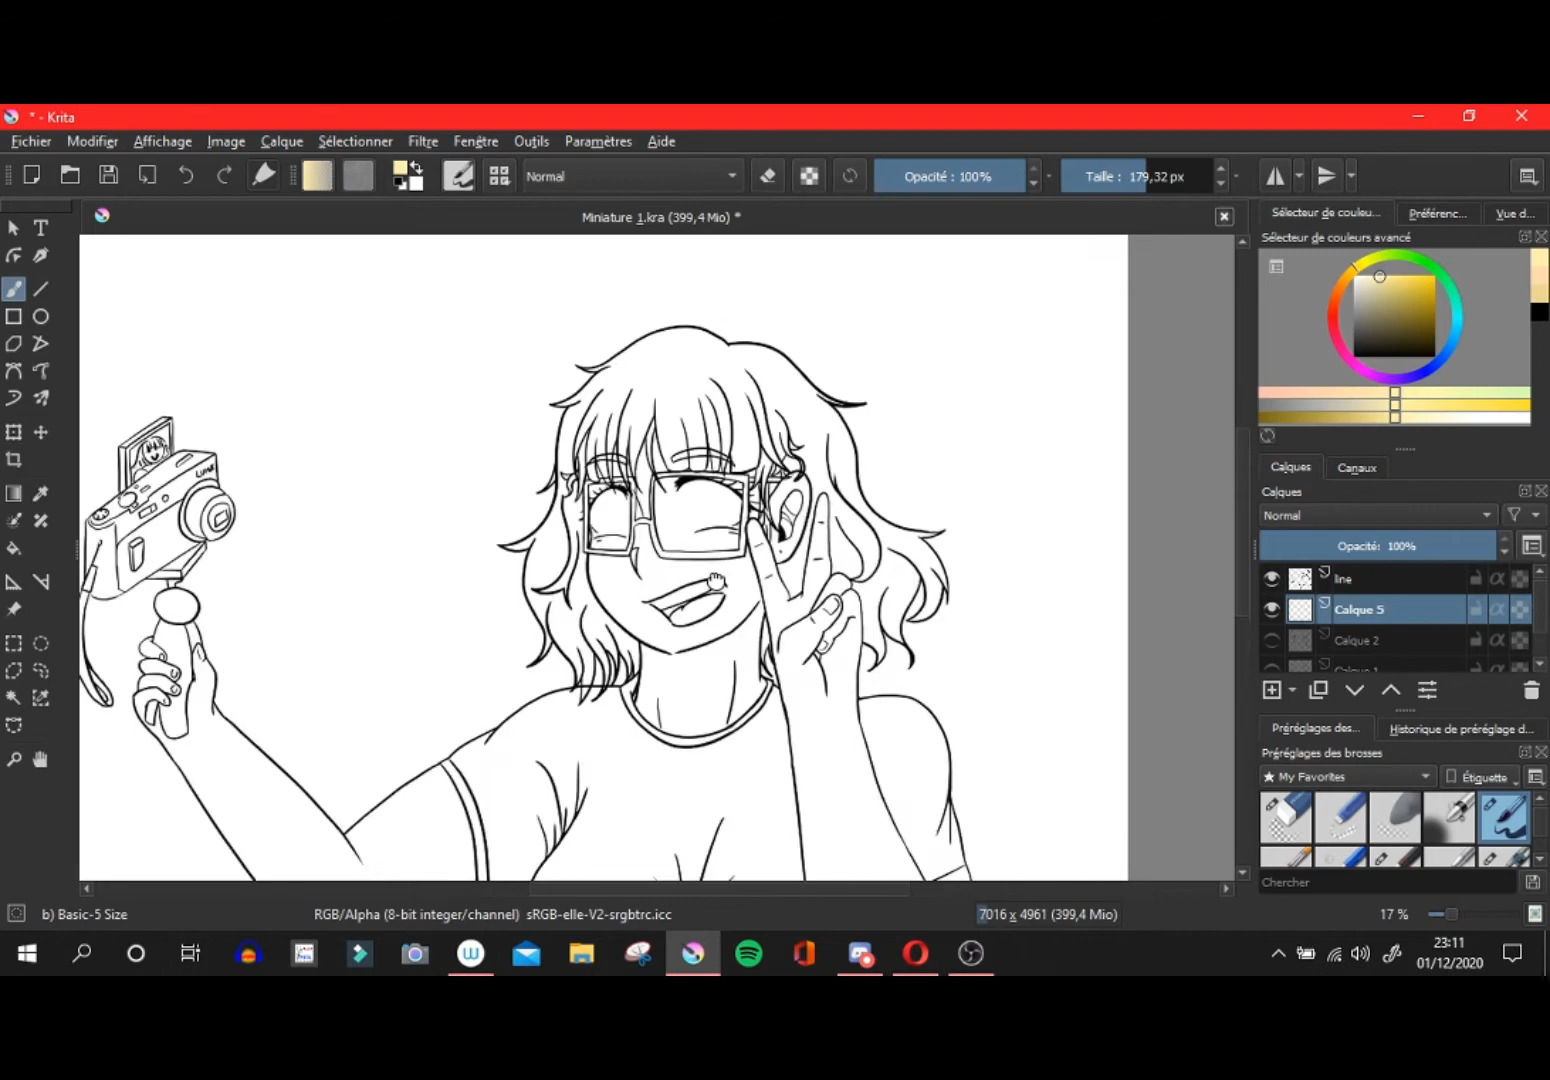 * - Krita
Fichier Modifier Affichage Image Calque Sélectionner Filtre Fenêtre Outils Paramètres Aide
Normal
Opacité : 100%
Taille : 179,32 px
Miniature 1.kra (399,4 Mio) *
Sélecteur de couleu... Préférenc... Vue d...
Sélecteur de couleurs avancé
Calques Canaux
Calques
Normal
Opacité: 100%
line
Calque 5
Calque 2
Calque 1
Préréglages des... Historique de préréglage d...
Préréglages des brosses
★ My Favorites Étiquette
Chercher
b) Basic-5 Size
RGB/Alpha (8-bit integer/channel) sRGB-elle-V2-srgbtrc.icc
7016 x 4961 (399,4 Mio)
17 %
23:11
01/12/2020